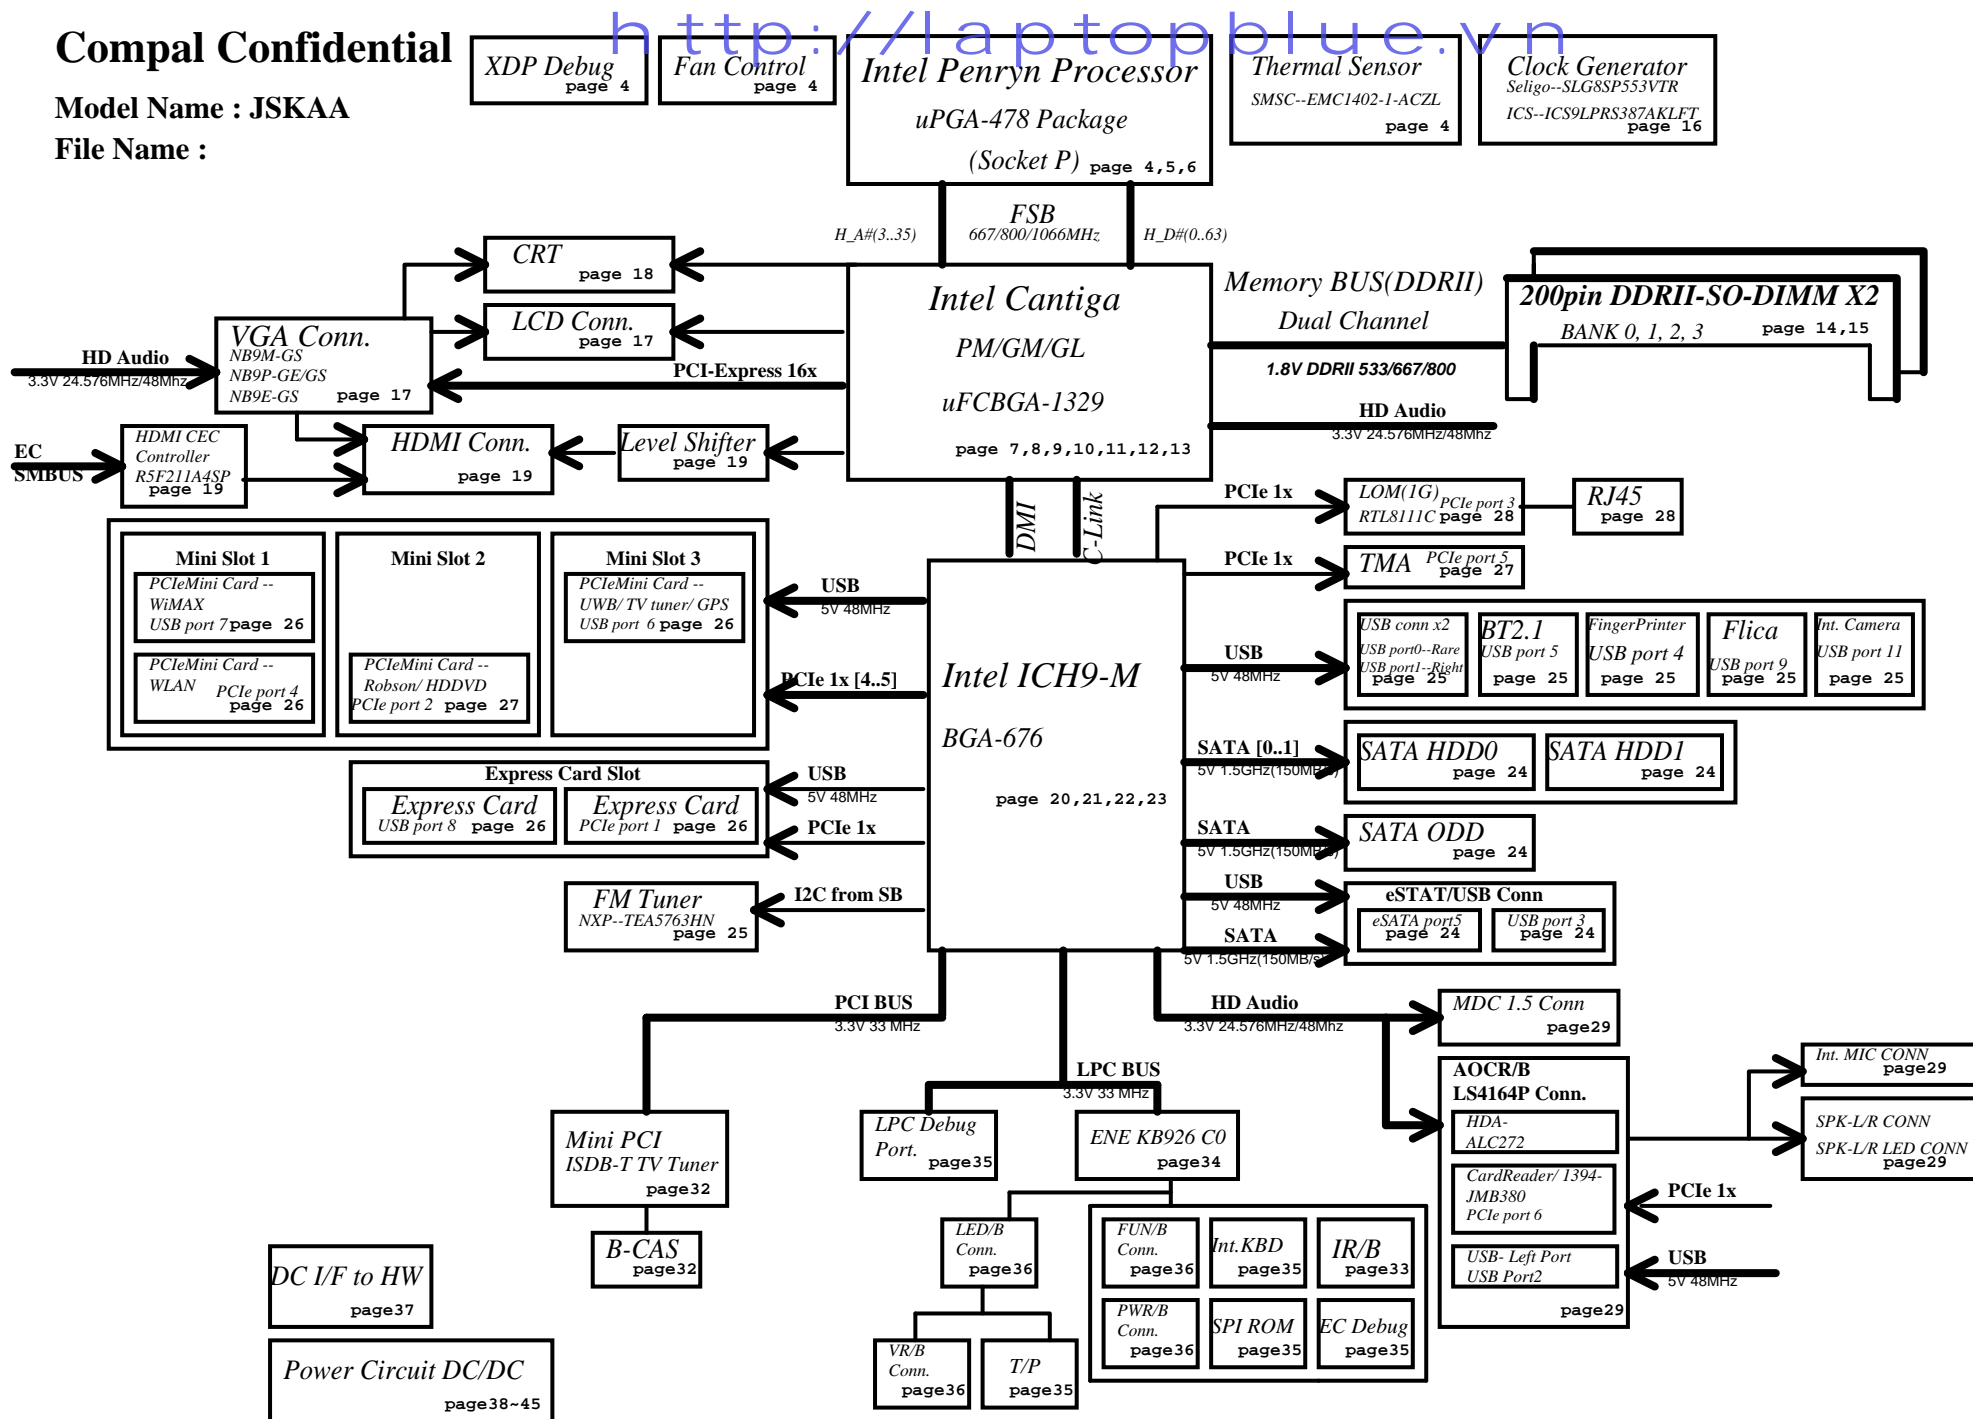 http://laptopblue.vn
Compal Confidential
Model Name : JSKAA
File Name :
XDP Debug
page 4
Fan Control
page 4
Intel Penryn Processor
uPGA-478 Package
(Socket P) page 4,5,6
Thermal Sensor
SMSC--EMC1402-1-ACZL
page 4
Clock Generator
Seligo--SLG8SP553VTR
ICS--ICS9LPRS387AKLFT
page 16
H_A#(3..35)
FSB
667/800/1066MHz
H_D#(0..63)
CRT
page 18
LCD Conn.
page 17
VGA Conn.
NB9M-GS
NB9P-GE/GS
NB9E-GS
page 17
HD Audio
3.3V 24.576MHz/48Mhz
PCI-Express 16x
Intel Cantiga
PM/GM/GL
uFCBGA-1329
page 7,8,9,10,11,12,13
Memory BUS(DDRII)
Dual Channel
1.8V DDRII 533/667/800
200pin DDRII-SO-DIMM X2
BANK 0, 1, 2, 3 page 14,15
HD Audio
3.3V 24.576MHz/48Mhz
EC
SMBUS
HDMI CEC
Controller
R5F211A4SP
page 19
HDMI Conn.
page 19
Level Shifter
page 19
DMI
C-Link
PCIe 1x
LOM(1G)
PCIe port 3
RTL8111C page 28
RJ45
page 28
PCIe 1x
TMA PCIe port 5
page 27
Mini Slot 1
PCIeMini Card --
WiMAX
USB port 7 page 26
PCIeMini Card --
WLAN
PCIe port 4
page 26
Mini Slot 2
PCIeMini Card --
Robson/ HDDVD
PCIe port 2 page 27
Mini Slot 3
PCIeMini Card --
UWB/ TV tuner/ GPS
USB port 6 page 26
USB
5V 48MHz
PCIe 1x [4..5]
Intel ICH9-M
BGA-676
page 20,21,22,23
USB
5V 48MHz
USB conn x2
USB port0--Rare
USB port1--Right
page 25
BT2.1
USB port 5
page 25
FingerPrinter
USB port 4
page 25
Flica
USB port 9
page 25
Int. Camera
USB port 11
page 25
SATA [0..1]
5V 1.5GHz(150MB/s)
SATA HDD0
page 24
SATA HDD1
page 24
Express Card Slot
Express Card
USB port 8 page 26
Express Card
PCIe port 1 page 26
USB
5V 48MHz
PCIe 1x
SATA
5V 1.5GHz(150MB/s)
SATA ODD
page 24
FM Tuner
NXP--TEA5763HN
page 25
I2C from SB
USB
5V 48MHz
SATA
5V 1.5GHz(150MB/s)
eSTAT/USB Conn
eSATA port5
page 24
USB port 3
page 24
PCI BUS
3.3V 33 MHz
HD Audio
3.3V 24.576MHz/48Mhz
MDC 1.5 Conn
page29
LPC BUS
3.3V 33 MHz
Mini PCI
ISDB-T TV Tuner
page32
B-CAS
page32
LPC Debug
Port.
page35
ENE KB926 C0
page34
AOCR/B
LS4164P Conn.
HDA-
ALC272
CardReader/ 1394-
JMB380
PCIe port 6
USB- Left Port
USB Port2
page29
Int. MIC CONN
page29
SPK-L/R CONN
SPK-L/R LED CONN
page29
PCIe 1x
USB
5V 48MHz
LED/B
Conn.
page36
FUN/B
Conn.
page36
Int.KBD
page35
IR/B
page33
PWR/B
Conn.
page36
SPI ROM
page35
EC Debug
page35
VR/B
Conn.
page36
T/P
page35
DC I/F to HW
page37
Power Circuit DC/DC
page38~45